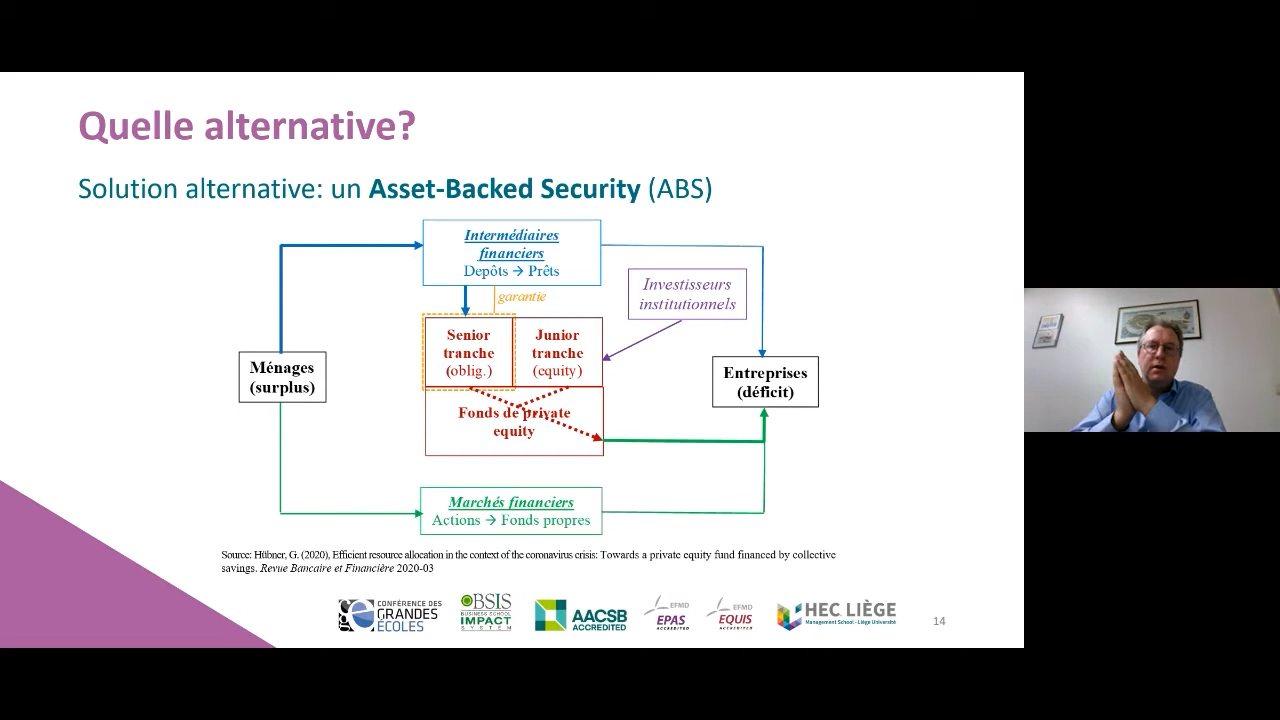 Quelle alternative?
Solution alternative: un Asset-Backed Security (ABS)
Intermédiaires
financiers
Depôts → Prêts
garantie
Investisseurs
institutionnels
Senior
tranche
(oblig.)
Junior
tranche
(equity)
Ménages
(surplus)
Entreprises
(déficit)
Fonds de private
equity
Marchés financiers
Actions → Fonds propres
Source: Hübner, G. (2020), Efficient resource allocation in the context of the coronavirus crisis: Towards a private equity fund financed by collective
savings. Revue Bancaire et Financière 2020-03
CONFÉRENCE DES
GRANDES
ECOLES
BSIS
BUSINESS SCHOOL
IMPACT
SYSTEM
AACSB
ACCREDITED
EFMD
EPAS
ACCREDITED
EFMD
EQUIS
ACCREDITED
HEC LIÈGE
Management School - Liège Université
14